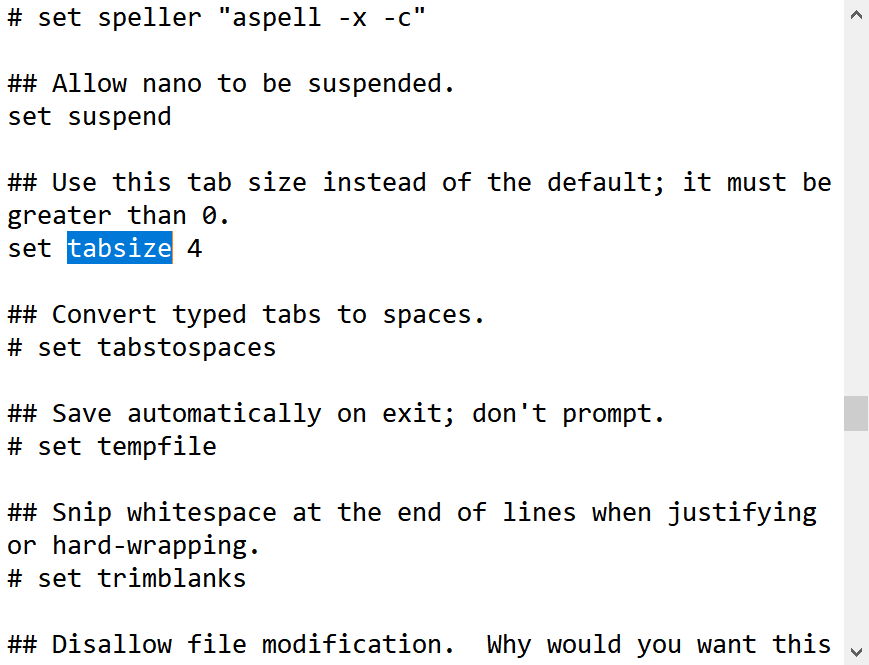 # set speller "aspell -x -c"
## Allow nano to be suspended.
set suspend
## Use this tab size instead of the default; it must be
greater than 0.
set tabsize 4
## Convert typed tabs to spaces.
# set tabstospaces
## Save automatically on exit; don't prompt.
# set tempfile
## Snip whitespace at the end of lines when justifying
or hard-wrapping.
# set trimblanks
## Disallow file modification.  Why would you want this